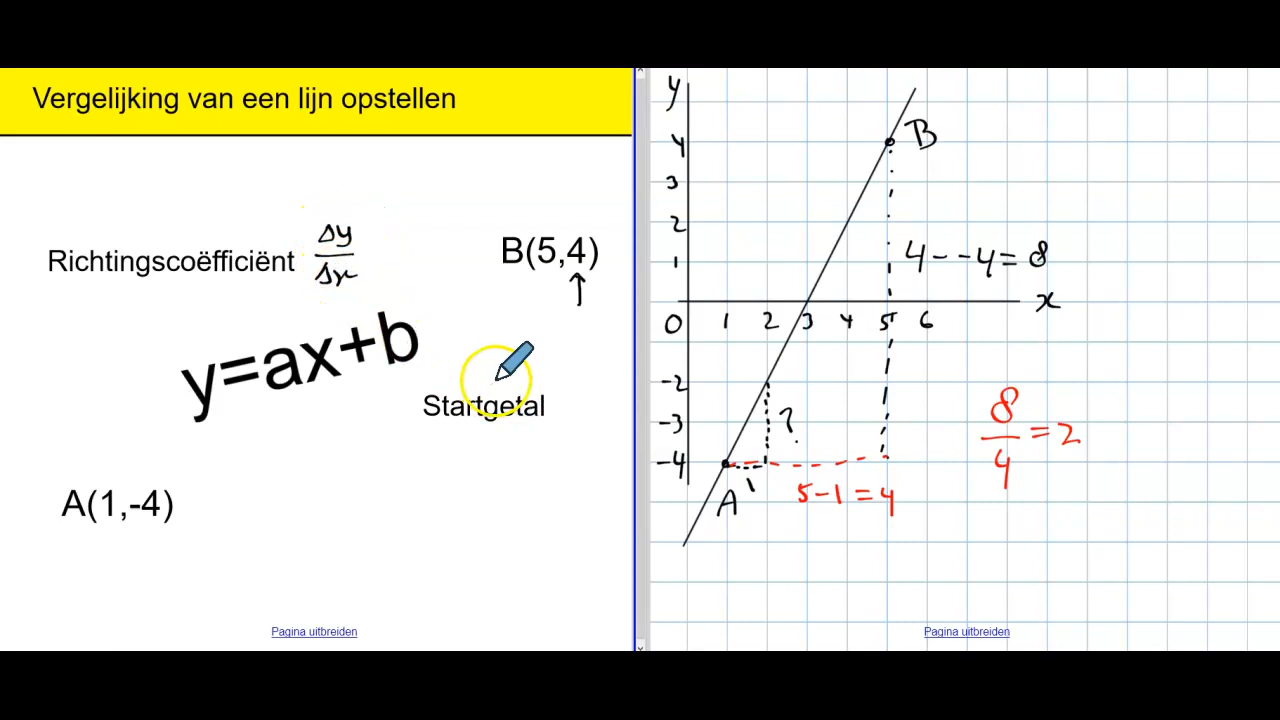 Vergelijking van een lijn opstellen
Richtingscoëfficiënt Δy/Δx
B(5,4)
↑
y=ax+b
Startgetal
A(1,-4)
Pagina uitbreiden
y
4
3
2
1
0 1 2 3 4 5 6 x
-2
-3
-4
B
4--4=8
?
1
A
5-1=4
8/4=2
Pagina uitbreiden